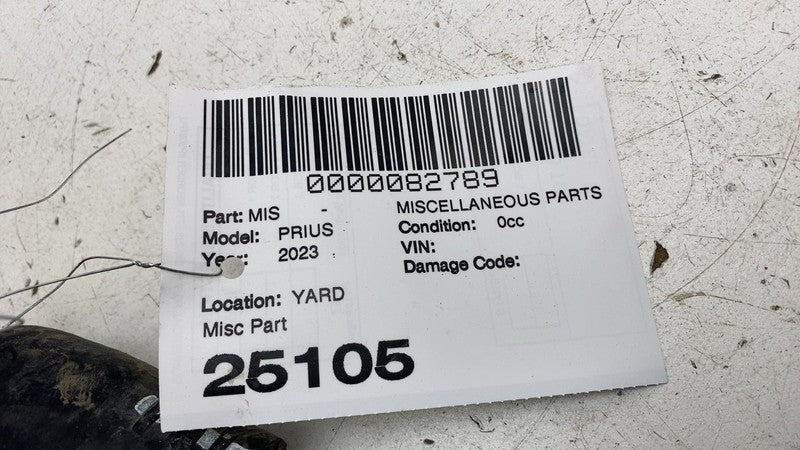 0000082789
Part: MIS - MISCELLANEOUS PARTS
Model: PRIUS Condition: 0cc
Year: 2023 VIN:
Damage Code:
Location: YARD
Misc Part
25105